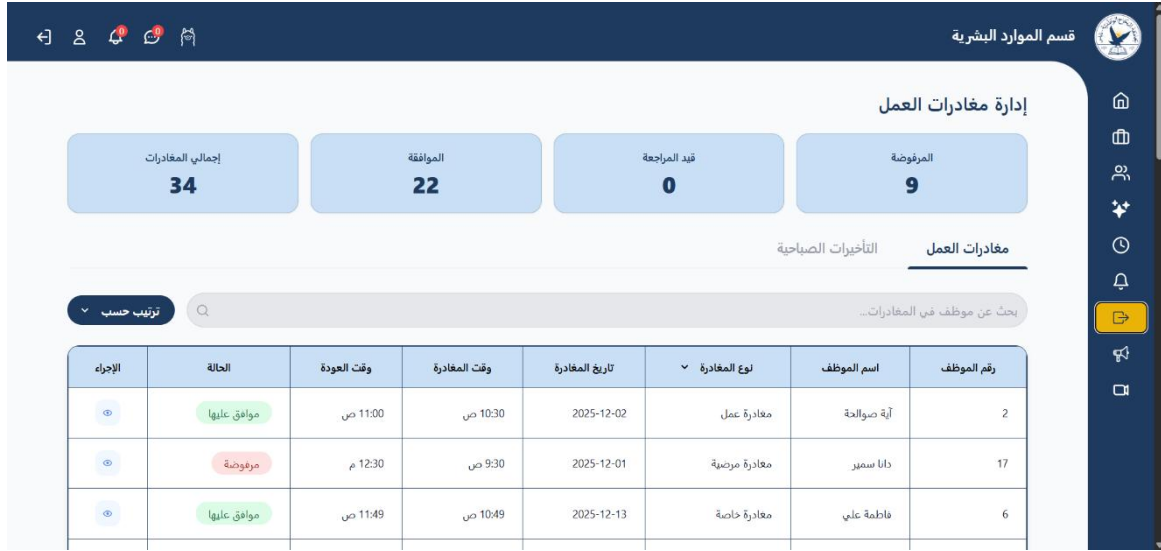 قسم الموارد البشرية
0
0
إدارة مغادرات العمل
المرفوضة
9
قيد المراجعة
0
الموافقة
22
إجمالي المغادرات
34
مغادرات العمل التأخيرات الصباحية
بحث عن موظف في المغادرات...
ترتيب حسب
رقم الموظف اسم الموظف نوع المغادرة تاريخ المغادرة وقت المغادرة وقت العودة الحالة الإجراء
2 آية صوالحة مغادرة عمل 2025-12-02 10:30 ص 11:00 ص موافق عليها
17 دانا سمير مغادرة مرضية 2025-12-01 9:30 ص 12:30 م مرفوضة
6 فاطمة علي مغادرة خاصة 2025-12-13 10:49 ص 11:49 ص موافق عليها